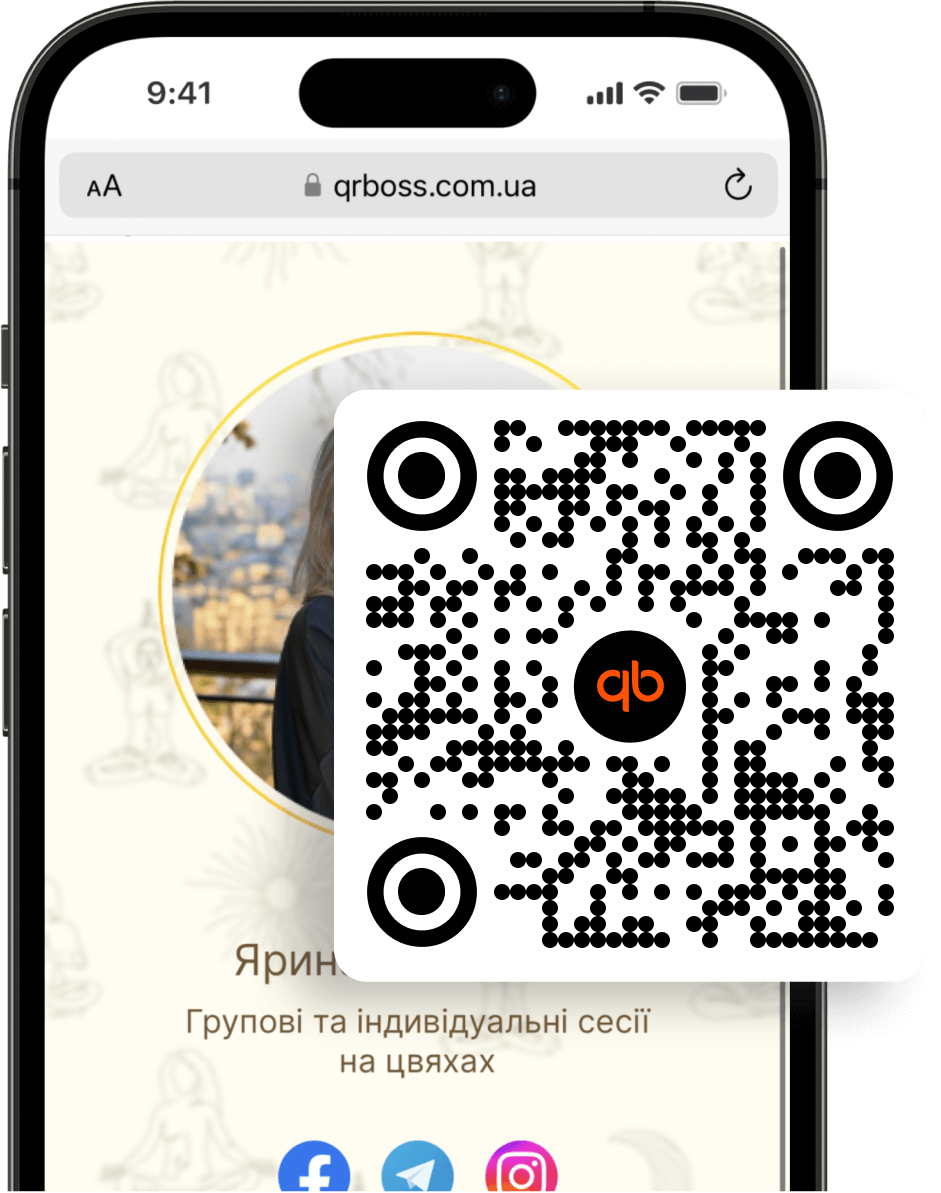 9:41
AA
qrboss.com.ua
qb
Групові та індивідуальні сесії
на цвяхах